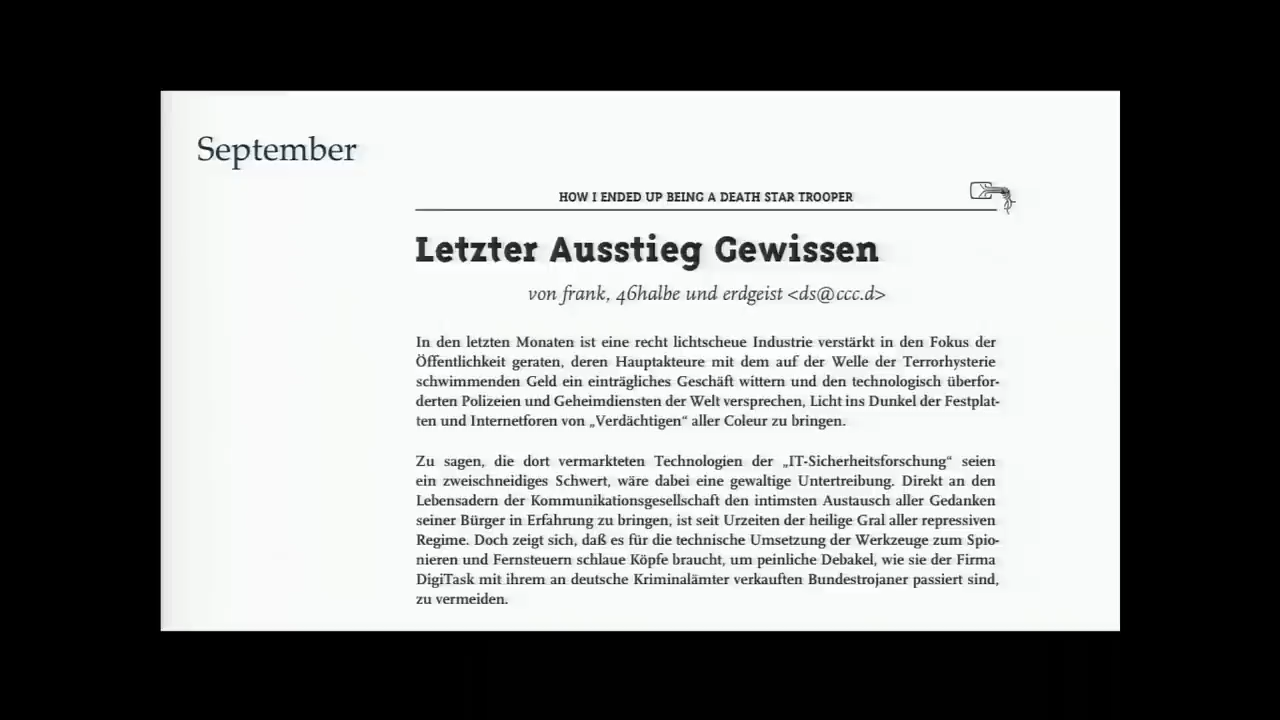 September
HOW I ENDED UP BEING A DEATH STAR TROOPER
Letzter Ausstieg Gewissen
von frank, 46halbe und erdgeist <ds@ccc.d>
In den letzten Monaten ist eine recht lichtscheue Industrie verstärkt in den Fokus der
Öffentlichkeit geraten, deren Hauptakteure mit dem auf der Welle der Terrorhysterie
schwimmenden Geld ein einträgliches Geschäft wittern und den technologisch überfor-
derten Polizeien und Geheimdiensten der Welt versprechen, Licht ins Dunkel der Festplat-
ten und Internetforen von „Verdächtigen“ aller Coleur zu bringen.
Zu sagen, die dort vermarkteten Technologien der „IT-Sicherheitsforschung“ seien
ein zweischneidiges Schwert, wäre dabei eine gewaltige Untertreibung. Direkt an den
Lebensadern der Kommunikationsgesellschaft den intimsten Austausch aller Gedanken
seiner Bürger in Erfahrung zu bringen, ist seit Urzeiten der heilige Gral aller repressiven
Regime. Doch zeigt sich, daß es für die technische Umsetzung der Werkzeuge zum Spio-
nieren und Fernsteuern schlaue Köpfe braucht, um peinliche Debakel, wie sie der Firma
DigiTask mit ihrem an deutsche Kriminalämter verkauften Bundestrojaner passiert sind,
zu vermeiden.